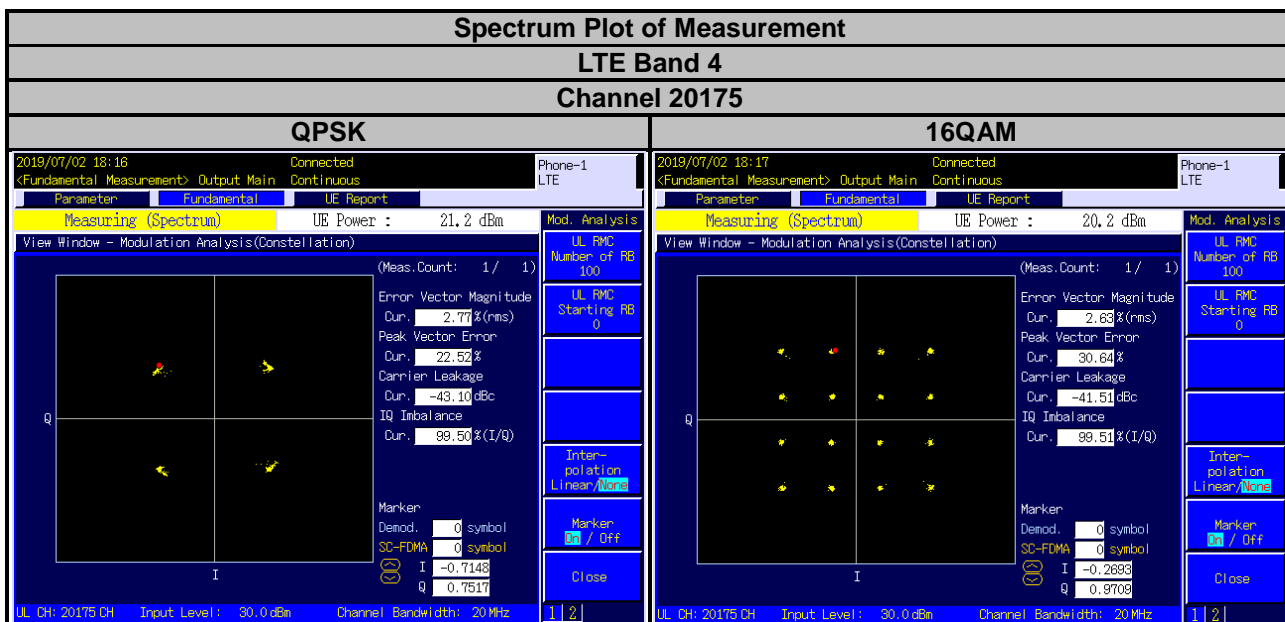 Spectrum Plot of Measurement
LTE Band 4
Channel 20175
QPSK
2019/07/02 18:16 Connected
<Fundamental Measurement> Output Main Continuous
Phone-1
LTE
Parameter Fundamental UE Report
Measuring (Spectrum) UE Power : 21.2 dBm
Mod. Analysis
View Window - Modulation Analysis(Constellation)
UL RMC
Number of RB
100
(Meas.Count: 1/ 1)
Error Vector Magnitude
Cur. 2.77 %(rms)
UL RMC
Starting RB
0
Peak Vector Error
Cur. 22.52 %
Carrier Leakage
Cur. -43.10 dBc
IQ Imbalance
Cur. 99.50 %(I/Q)
Q
Inter-
polation
Linear/None
Marker
Demod. 0 symbol
SC-FDMA 0 symbol
I -0.7148
Q 0.7517
Marker
On / Off
I
Close
UL CH: 20175 CH Input Level: 30.0 dBm Channel Bandwidth: 20 MHz
1 2
16QAM
2019/07/02 18:17 Connected
<Fundamental Measurement> Output Main Continuous
Phone-1
LTE
Parameter Fundamental UE Report
Measuring (Spectrum) UE Power : 20.2 dBm
Mod. Analysis
View Window - Modulation Analysis(Constellation)
UL RMC
Number of RB
100
(Meas.Count: 1/ 1)
Error Vector Magnitude
Cur. 2.63 %(rms)
UL RMC
Starting RB
0
Peak Vector Error
Cur. 30.64 %
Carrier Leakage
Cur. -41.51 dBc
IQ Imbalance
Cur. 99.51 %(I/Q)
Q
Inter-
polation
Linear/None
Marker
Demod. 0 symbol
SC-FDMA 0 symbol
I -0.2693
Q 0.9709
Marker
On / Off
I
Close
UL CH: 20175 CH Input Level: 30.0 dBm Channel Bandwidth: 20 MHz
1 2